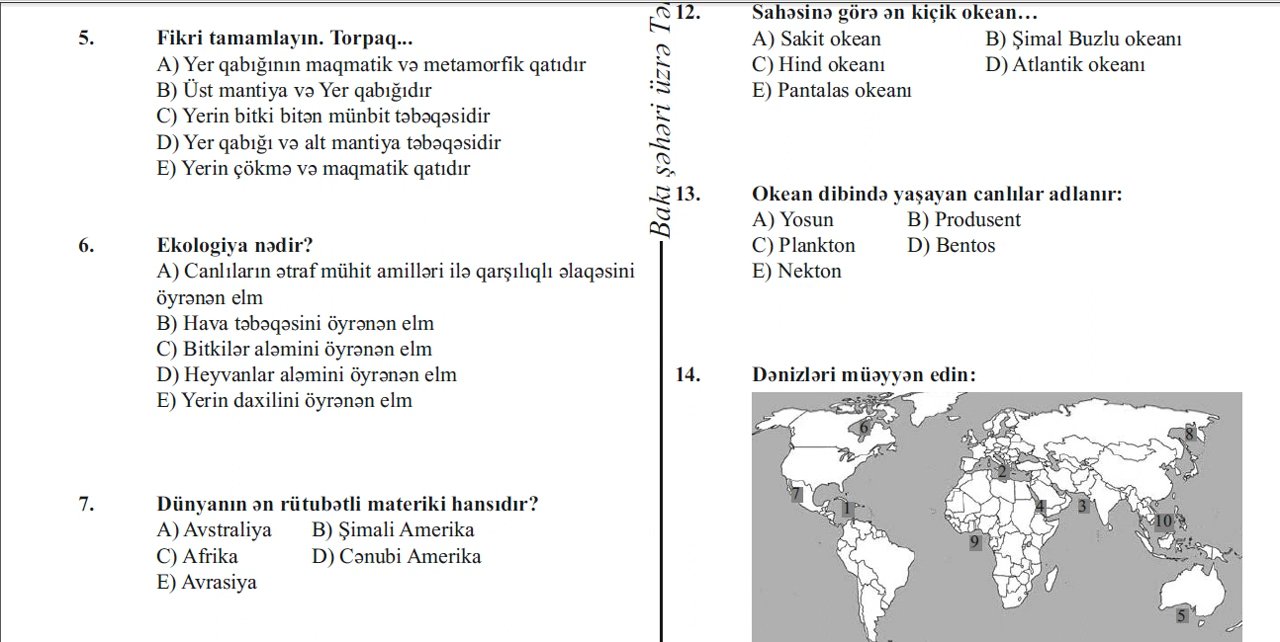 5. Fikri tamamlayın. Torpaq...
A) Yer qabığının maqmatik və metamorfik qatıdır
B) Üst mantiya və Yer qabığıdır
C) Yerin bitki bitən münbit təbəqəsidir
D) Yer qabığı və alt mantiya təbəqəsidir
E) Yerin çökmə və maqmatik qatıdır
6. Ekologiya nədir?
A) Canlıların ətraf mühit amilləri ilə qarşılıqlı əlaqəsini
öyrənən elm
B) Hava təbəqəsini öyrənən elm
C) Bitkilər aləmini öyrənən elm
D) Heyvanlar aləmini öyrənən elm
E) Yerin daxilini öyrənən elm
7. Dünyanın ən rütubətli materiki hansıdır?
A) Avstraliya B) Şimali Amerika
C) Afrika D) Cənubi Amerika
E) Avrasiya
Bakı şəhəri üzrə
12. Sahəsinə görə ən kiçik okean…
A) Sakit okean B) Şimal Buzlu okeanı
C) Hind okeanı D) Atlantik okeanı
E) Pantalas okeanı
13. Okean dibində yaşayan canlılar adlanır:
A) Yosun B) Produsent
C) Plankton D) Bentos
E) Nekton
14. Dənizləri müəyyən edin:
6
8
2
7
1
4
3
10
9
5